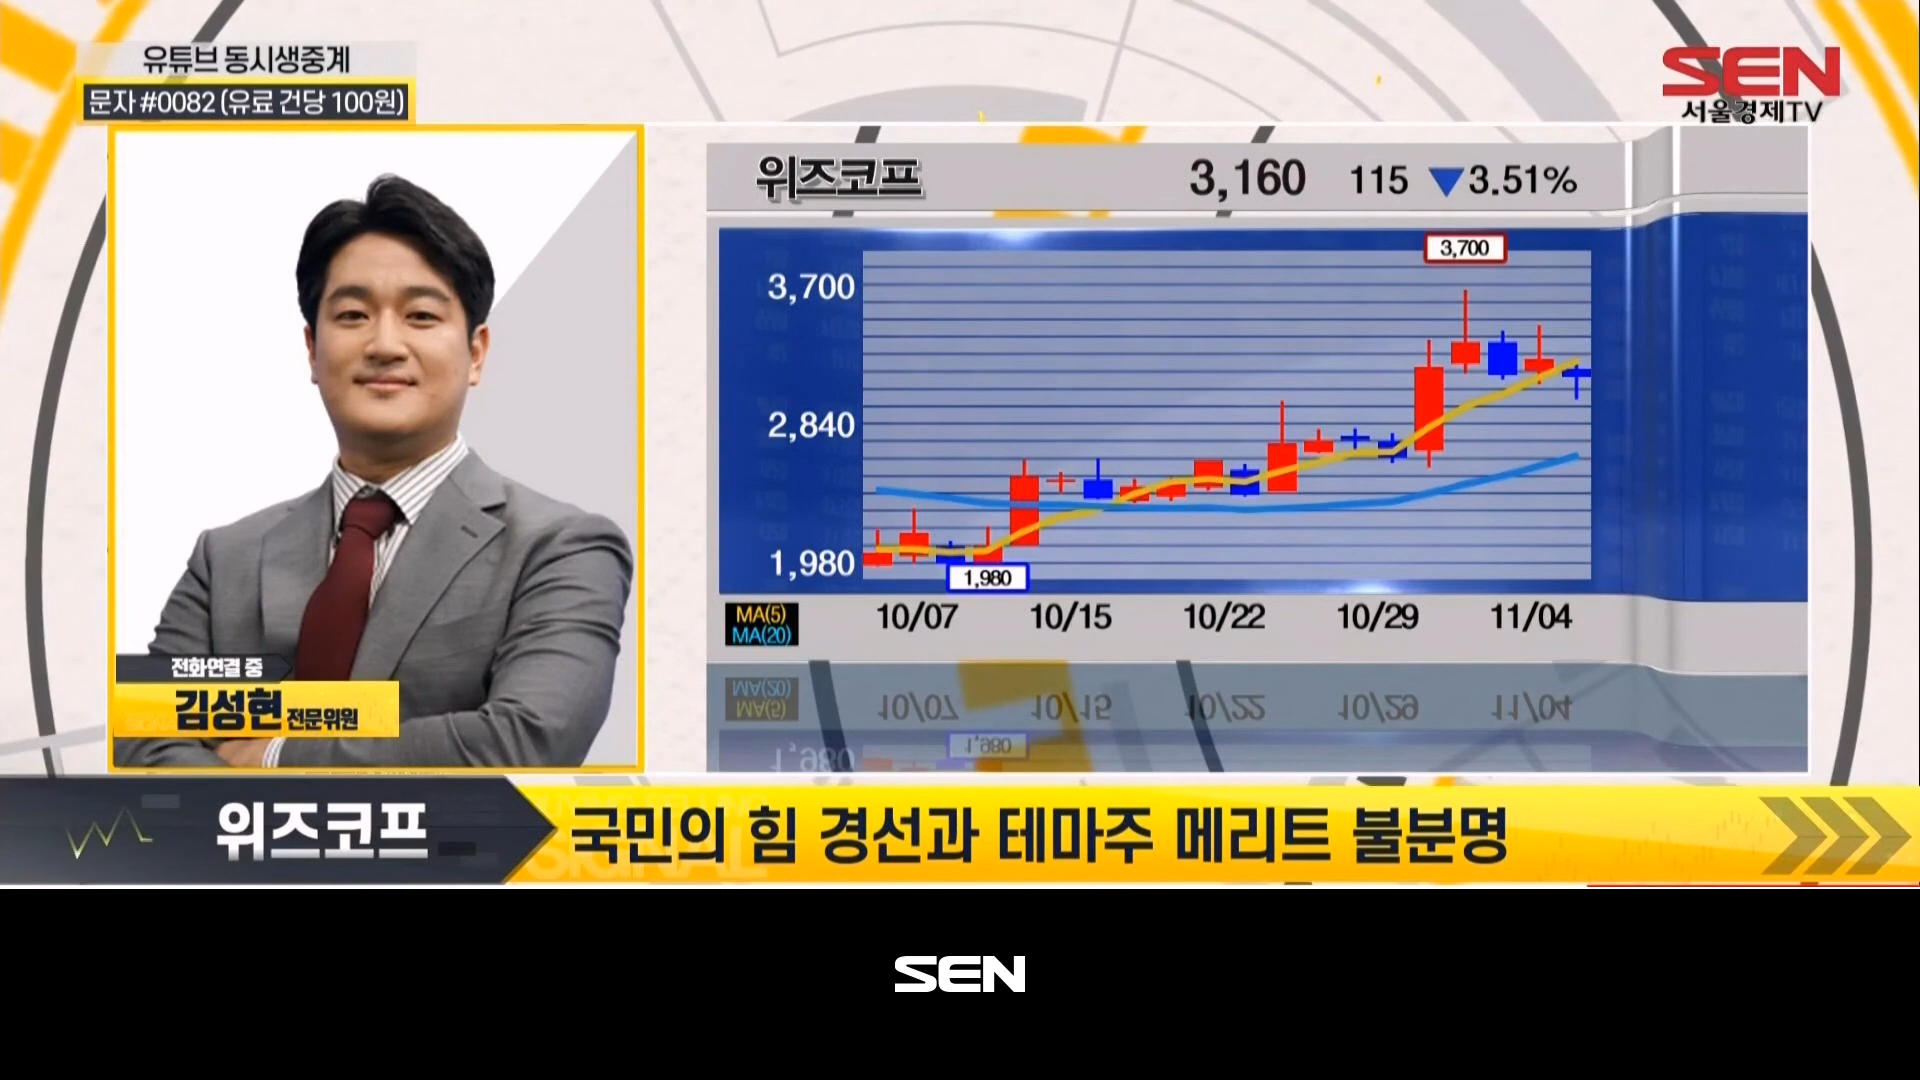 유튜브 동시생중계
문자 #0082 (유료 건당 100원)
SEN
서울경제TV
위즈코프 3,160 115 ▼3.51%
3,700
3,700
2,840
1,980
1,980
MA(5)
MA(20)
10/07 10/15 10/22 10/29 11/04
전화연결 중
김성현 전문위원
위즈코프 국민의 힘 경선과 테마주 메리트 불분명
SIGNAL
SEN